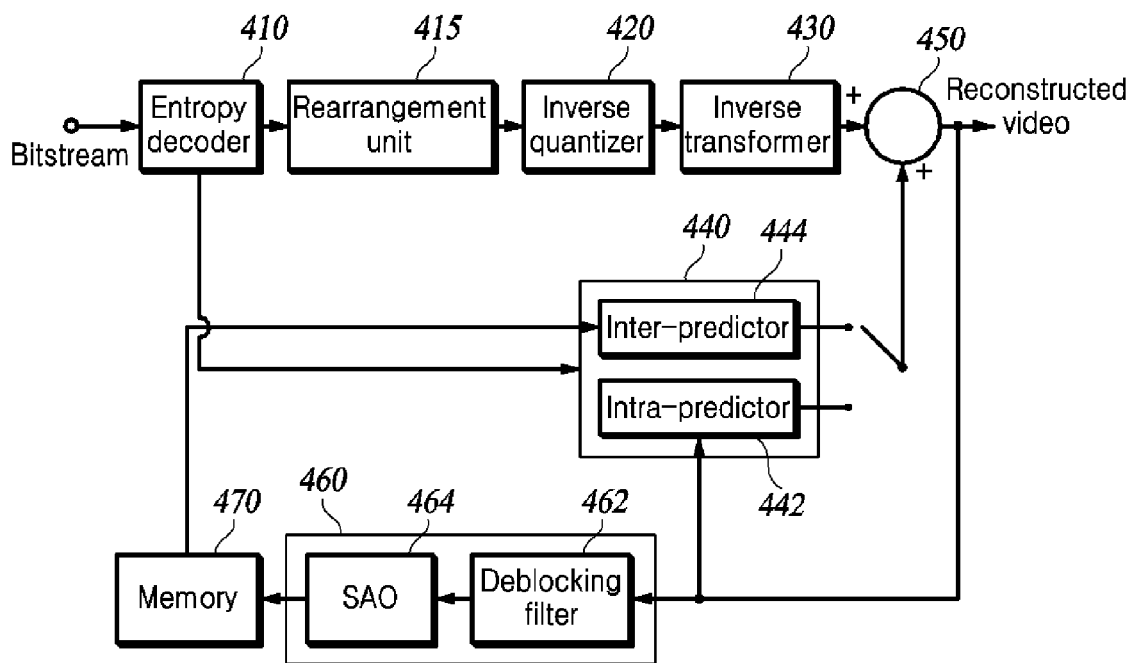 410
415
420
430
450
Entropy
decoder
Rearrangement
unit
Inverse
quantizer
Inverse
transformer
+
+
Reconstructed
video
Bitstream
440
444
Inter-predictor
Intra-predictor
442
470
460
464
462
Memory
SAO
Deblocking
filter